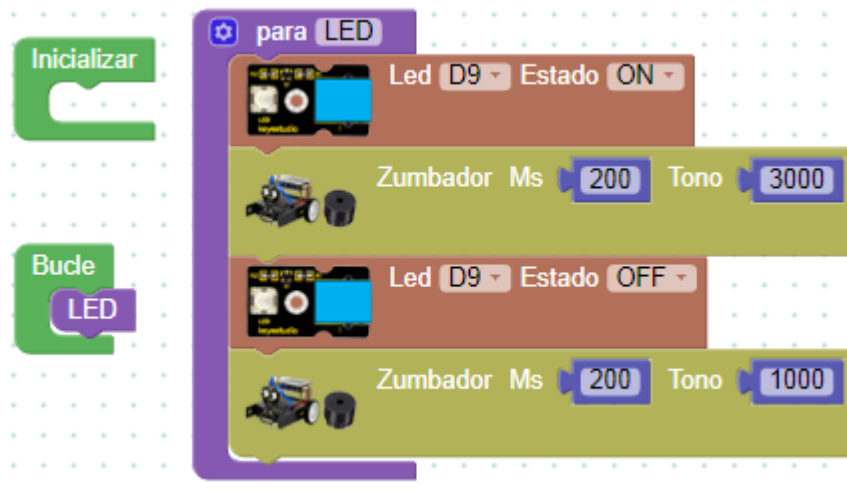 Inicializar
para LED
Led D9 Estado ON
Zumbador Ms 200 Tono 3000
Bucle
LED
Led D9 Estado OFF
Zumbador Ms 200 Tono 1000